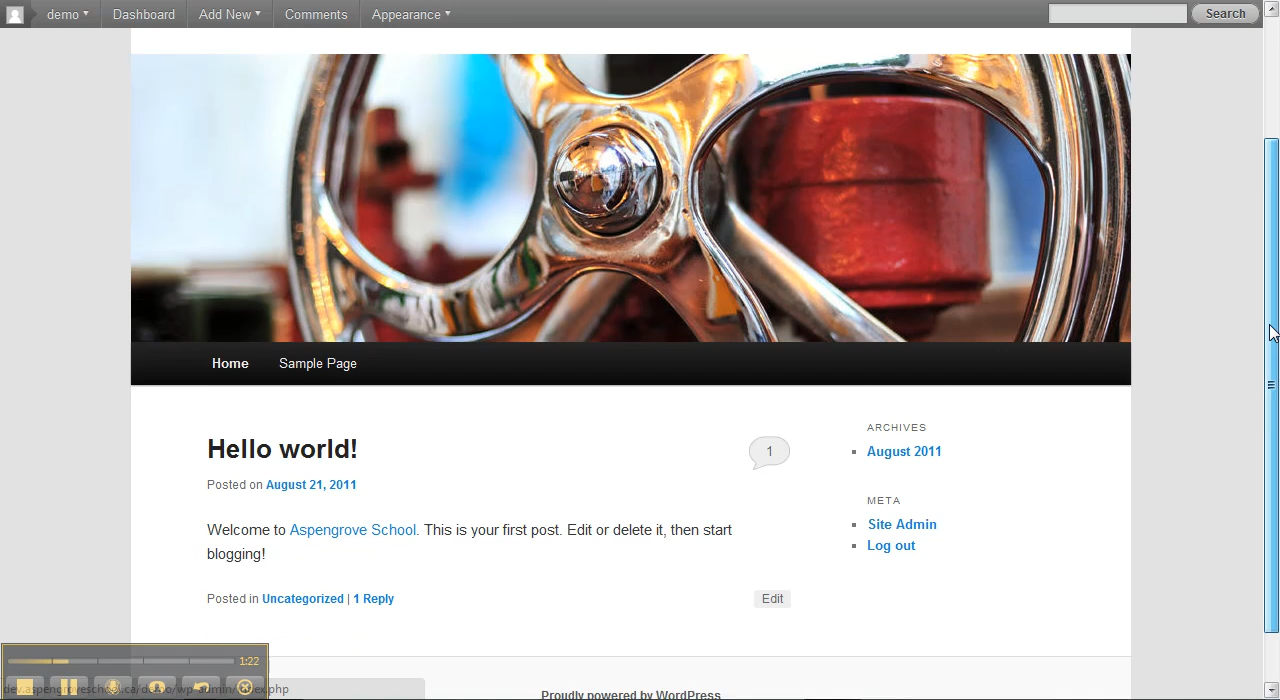 demo Dashboard Add New Comments Appearance Search
Home Sample Page
Hello world!
1
Posted on August 21, 2011
Welcome to Aspengrove School. This is your first post. Edit or delete it, then start
blogging!
Posted in Uncategorized | 1 Reply
Edit
ARCHIVES
August 2011
META
Site Admin
Log out
1:22
Proudly powered by WordPress